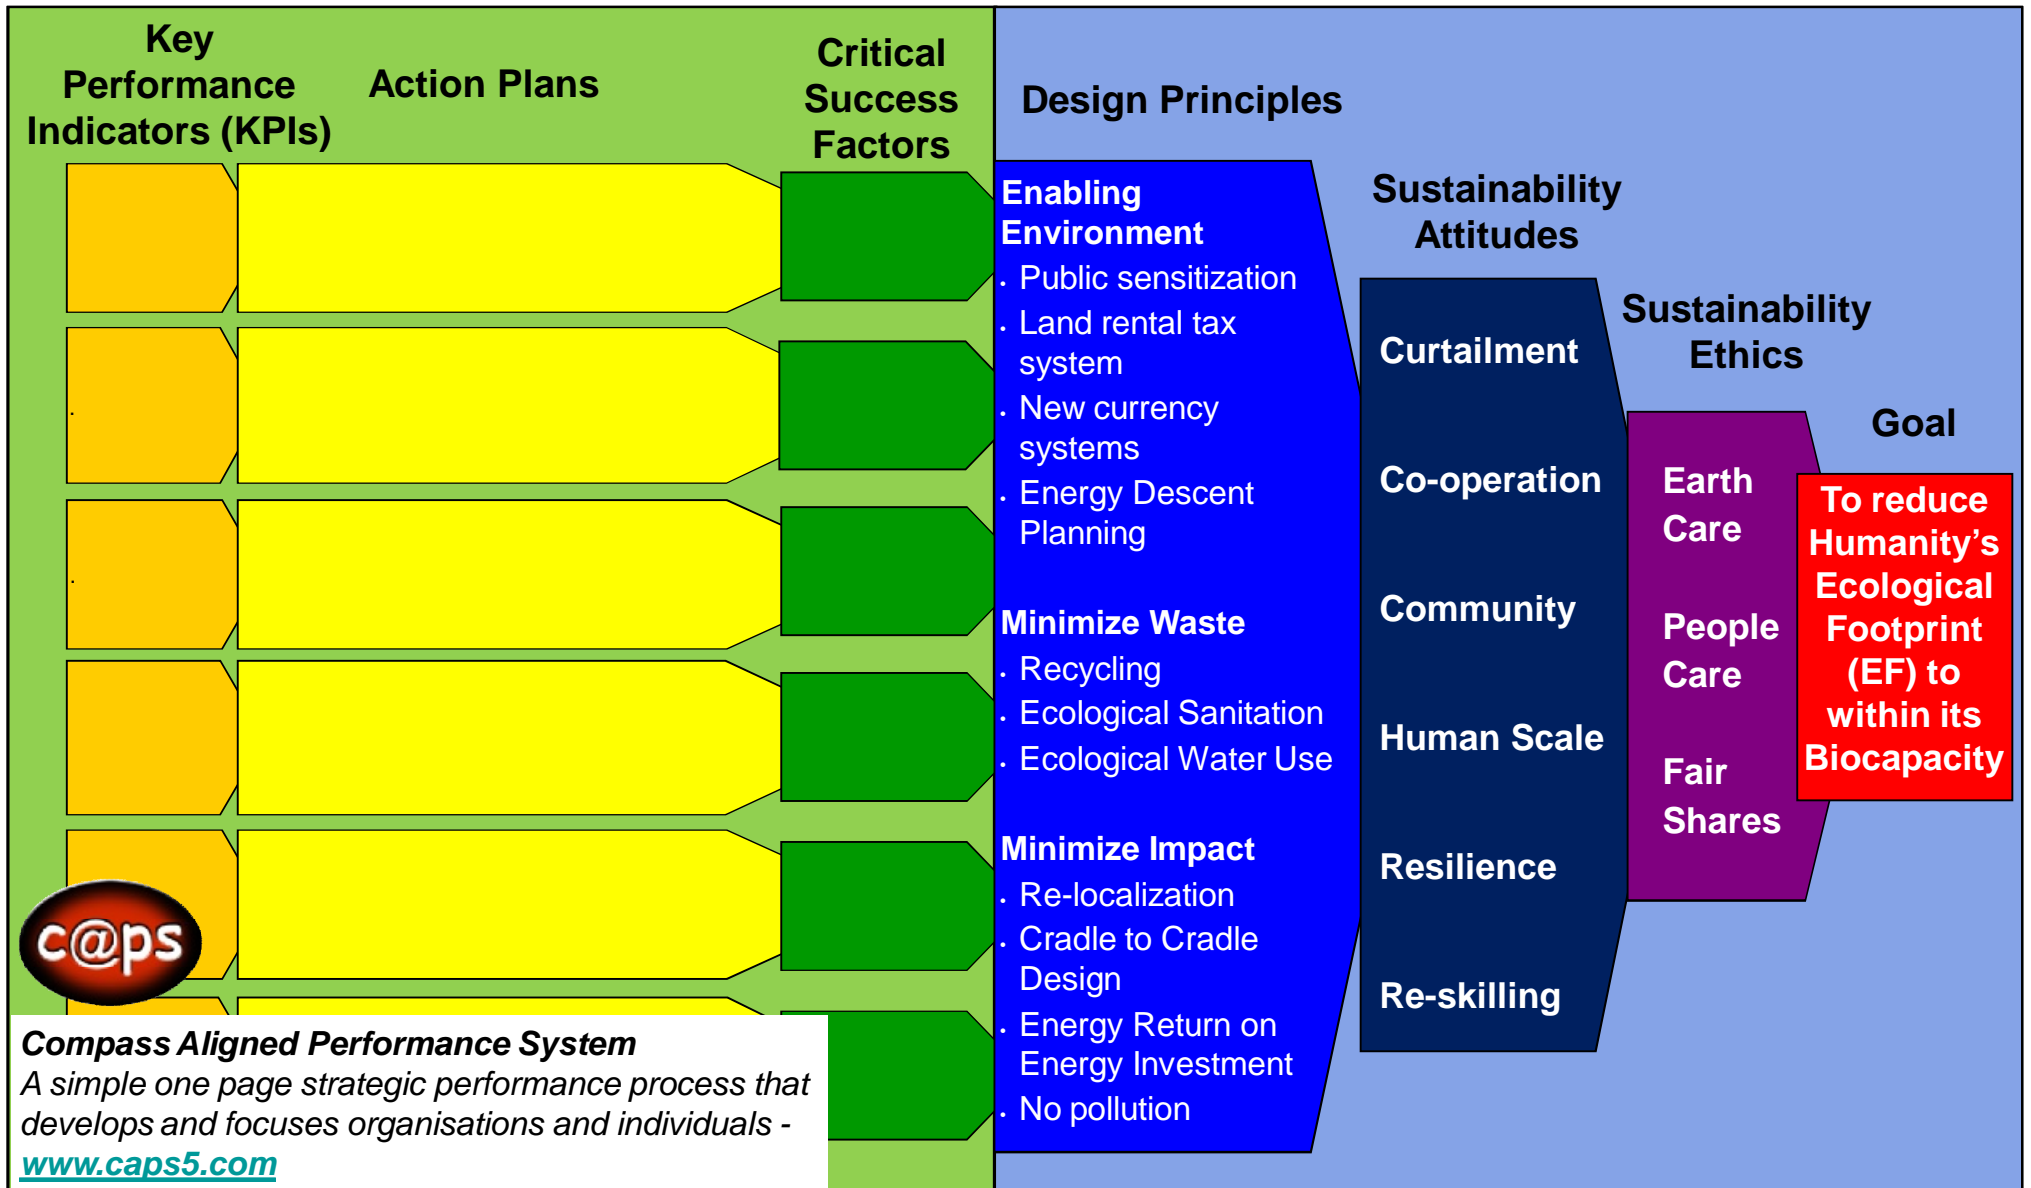 Key
Performance
Indicators (KPIs)
Action Plans
Critical
Success
Factors
Design Principles
Enabling
Environment
• Public sensitization
• Land rental tax
system
• New currency
systems
• Energy Descent
Planning
Minimize Waste
• Recycling
• Ecological Sanitation
• Ecological Water Use
Minimize Impact
• Re-localization
• Cradle to Cradle
Design
• Energy Return on
Energy Investment
• No pollution
Sustainability
Attitudes
Curtailment
Co-operation
Community
Human Scale
Resilience
Re-skilling
Sustainability
Ethics
Earth
Care
People
Care
Fair
Shares
Goal
To reduce
Humanity's
Ecological
Footprint
(EF) to
within its
Biocapacity
c@ps
Compass Aligned Performance System
A simple one page strategic performance process that
develops and focuses organisations and individuals -
www.caps5.com